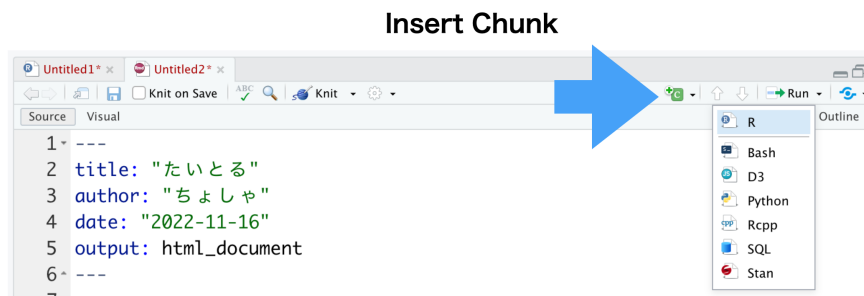 Insert Chunk
Untitled1*
Untitled2*
Knit on Save
ABC
Knit
C
Run
Source
Visual
Outline
R
Bash
D3
Python
Rcpp
SQL
Stan
1 ---
2 title: "たいとる"
3 author: "ちょしゃ"
4 date: "2022-11-16"
5 output: html_document
6 ---